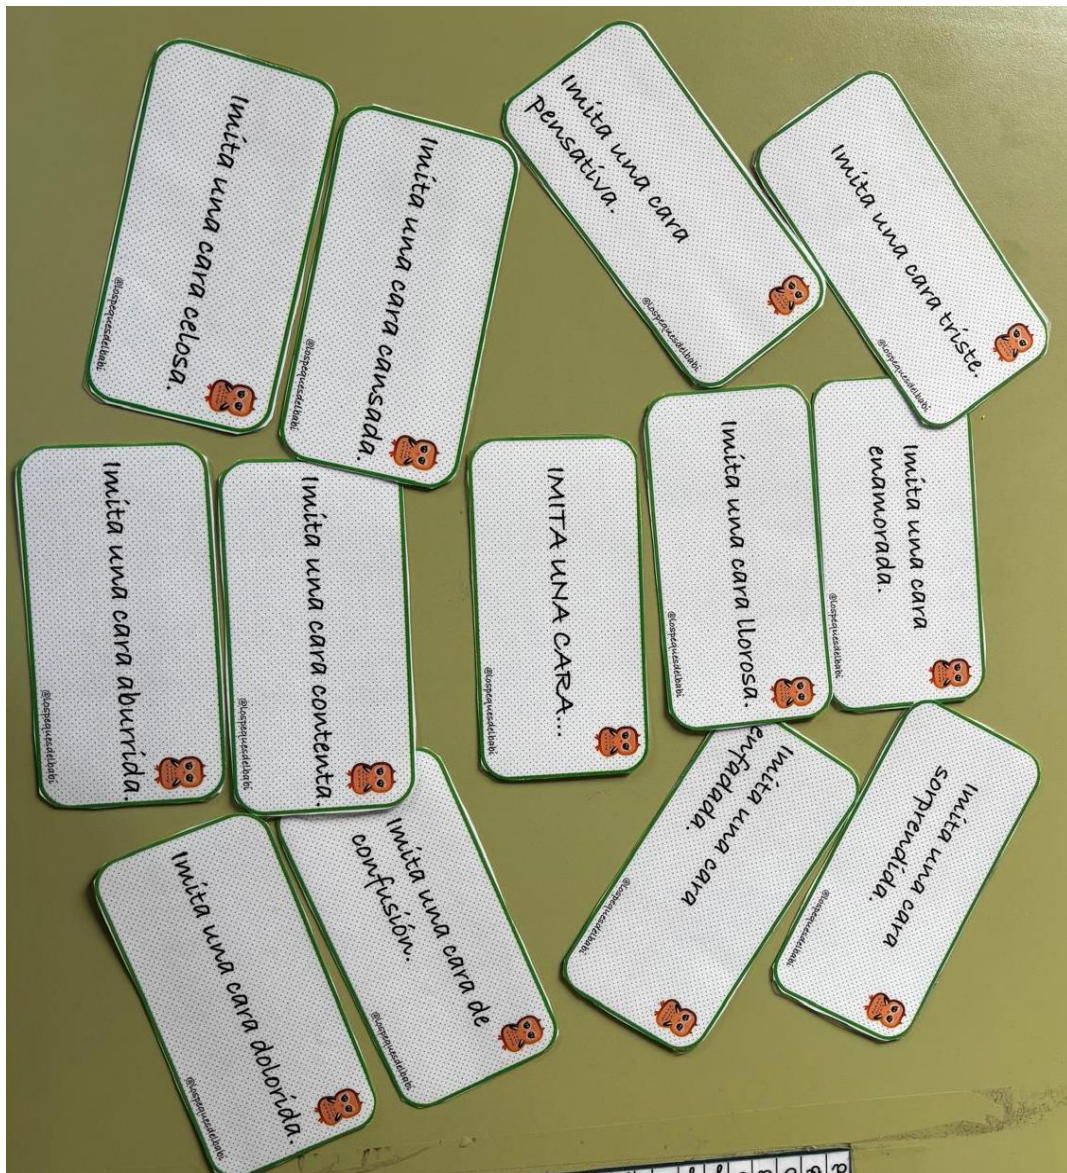 Imita una cara celosa.
@lospequesdelbabi
Imita una cara cansada.
@lospequesdelbabi
Imita una cara
pensativa.
@lospequesdelbabi
Imita una cara triste.
@lospequesdelbabi
Imita una cara aburrida.
@lospequesdelbabi
Imita una cara contenta.
@lospequesdelbabi
IMITA UNA CARA...
@lospequesdelbabi
Imita una cara llorosa.
@lospequesdelbabi
Imita una cara
enamorada.
@lospequesdelbabi
Imita una cara dolorida.
@lospequesdelbabi
Imita una cara de
confusión.
@lospequesdelbabi
Imita una cara
enfadada.
@lospequesdelbabi
Imita una cara
sorprendida.
@lospequesdelbabi